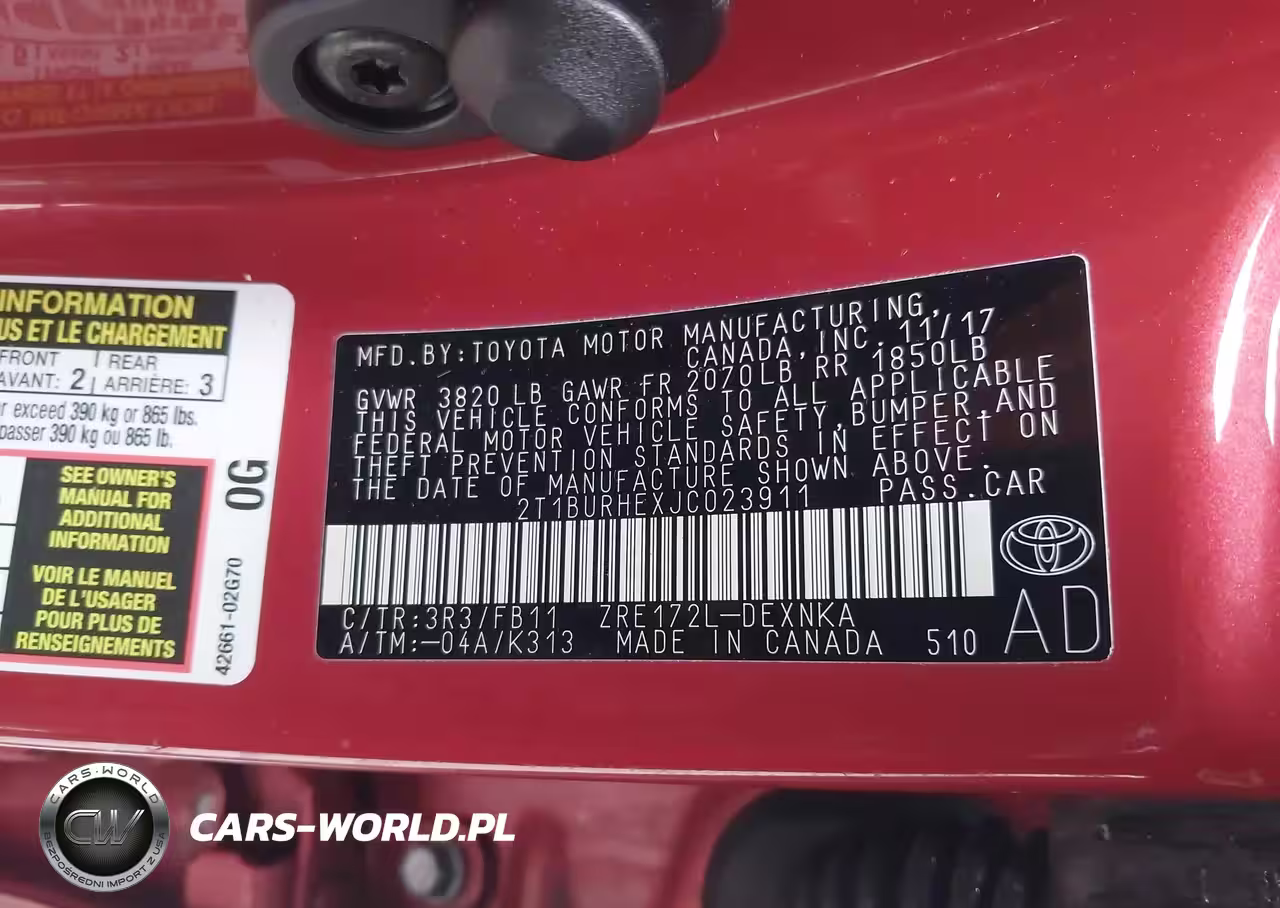 INFORMATION
US ET LE CHARGEMENT
FRONT REAR
AVANT: 2 ARRIÈRE: 3
exceed 390 kg or 865 lbs.
passer 390 kg ou 865 lb.
SEE OWNER'S
MANUAL FOR
ADDITIONAL
INFORMATION
VOIR LE MANUEL
DE L'USAGER
POUR PLUS DE
RENSEIGNEMENTS
0G
42661-02G70
MFD.BY:TOYOTA MOTOR MANUFACTURING,
CANADA,INC. 11/17
GVWR 3820 LB GAWR FR 2070LB RR 1850LB
THIS VEHICLE CONFORMS TO ALL APPLICABLE
FEDERAL MOTOR VEHICLE SAFETY,BUMPER,AND
THEFT PREVENTION STANDARDS IN EFFECT ON
THE DATE OF MANUFACTURE SHOWN ABOVE.
2T1BURHEXJC023911 PASS.CAR
C/TR:3R3/FB11 ZRE172L-DEXNKA
A/TM:-04A/K313 MADE IN CANADA 510
AD
CARS-WORLD
CW
BEZPOŚREDNI IMPORT Z USA
CARS-WORLD.PL